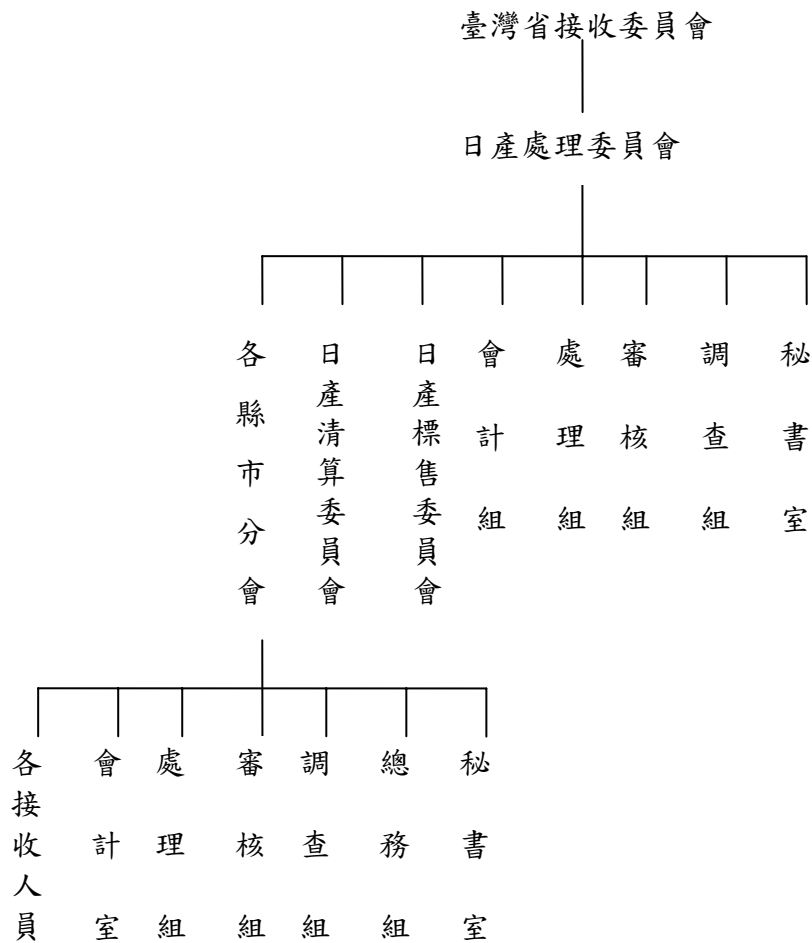 臺灣省接收委員會
日產處理委員會
各縣市分會
日產清算委員會
日產標售委員會
會計組
處理組
審核組
調查組
秘書室
各接收人員
會計室
處理組
審核組
調查組
總務組
秘書室